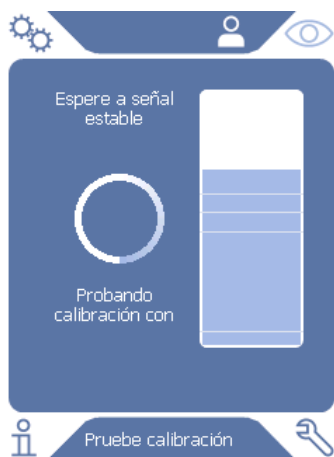 Espere a señal
estable
Probando
calibración con
Pruebe calibración